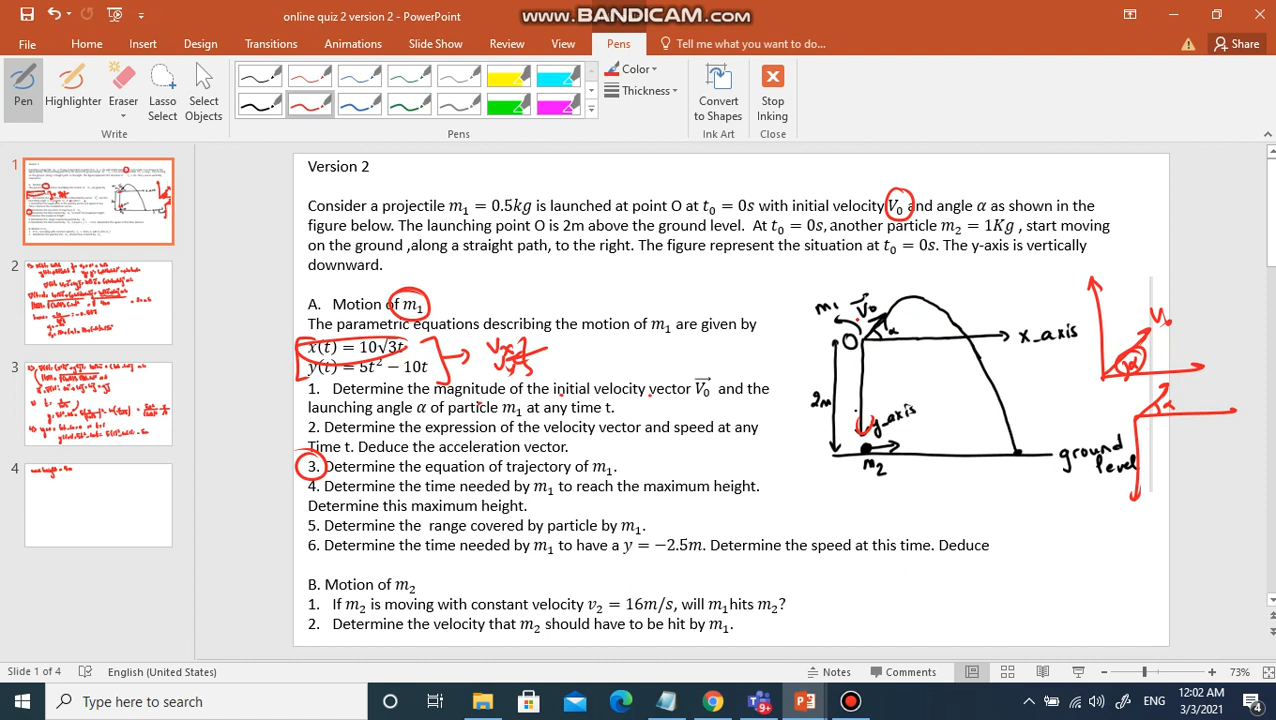 online quiz 2 version 2 - PowerPoint
www.BANDICAM.com
File Home Insert Design Transitions Animations Slide Show Review View Pens Tell me what you want to do... Share
Pen Highlighter Eraser Lasso Select Select Objects Color Thickness Convert to Shapes Stop Inking
Write Pens Ink Art Close
1
2
3
4
Version 2
Consider a projectile m₁ = 0.5kg is launched at point O at t₀ = 0s with initial velocity V₀ and angle α as shown in the
figure below. The launching point O is 2m above the ground level. At t₀ = 0s, another particle m₂ = 1Kg , start moving
on the ground ,along a straight path, to the right. The figure represent the situation at t₀ = 0s. The y-axis is vertically
downward.
A. Motion of m₁
The parametric equations describing the motion of m₁ are given by
x(t) = 10√3t
y(t) = 5t² − 10t
1. Determine the magnitude of the initial velocity vector V₀ and the
launching angle α of particle m₁ at any time t.
2. Determine the expression of the velocity vector and speed at any
Time t. Deduce the acceleration vector.
3. Determine the equation of trajectory of m₁.
4. Determine the time needed by m₁ to reach the maximum height.
Determine this maximum height.
5. Determine the range covered by particle by m₁.
6. Determine the time needed by m₁ to have a y = −2.5m. Determine the speed at this time. Deduce
B. Motion of m₂
1. If m₂ is moving with constant velocity v₂ = 16m/s, will m₁hits m₂?
2. Determine the velocity that m₂ should have to be hit by m₁.
m₁ V₀
α
O x_axis
2m
y_axis
m₂
ground
level
V₀
α
Slide 1 of 4 English (United States) Notes Comments 73%
Type here to search 9+ ENG 12:02 AM 3/3/2021 4